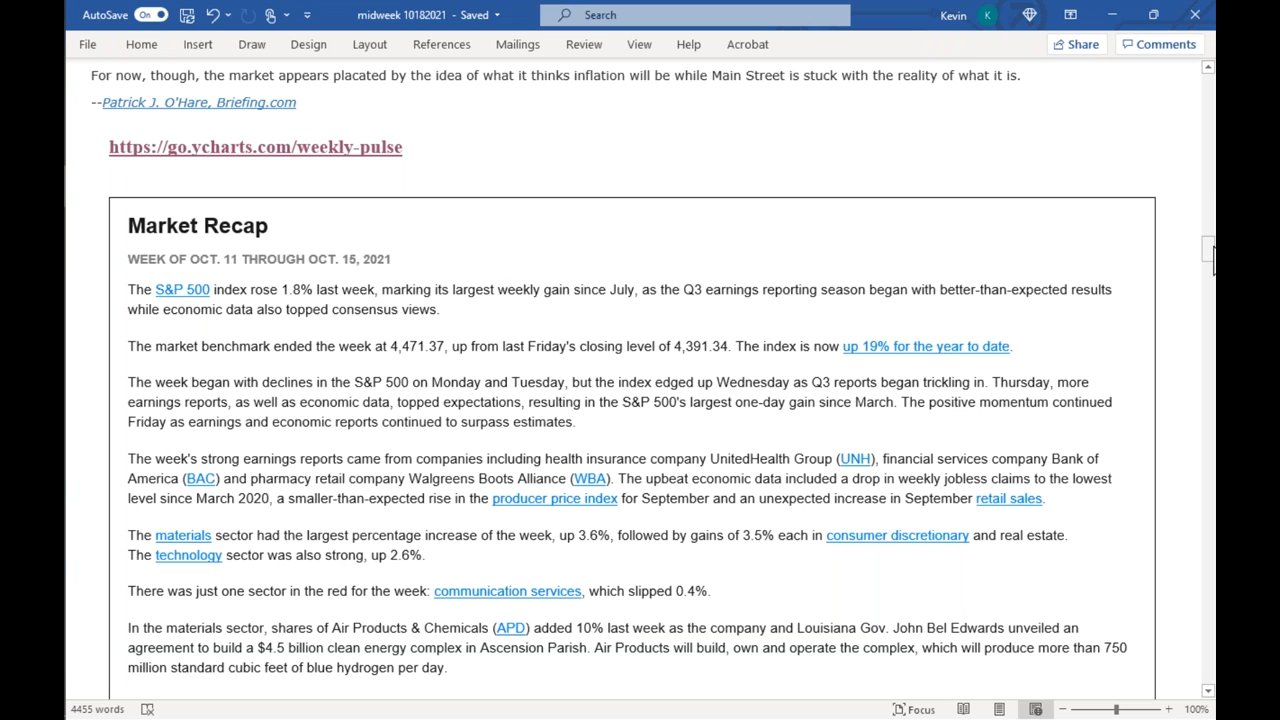 AutoSave On midweek 10182021 - Saved Search Kevin K
File Home Insert Draw Design Layout References Mailings Review View Help Acrobat Share Comments
For now, though, the market appears placated by the idea of what it thinks inflation will be while Main Street is stuck with the reality of what it is.
--Patrick J. O'Hare, Briefing.com
https://go.ycharts.com/weekly-pulse
Market Recap
WEEK OF OCT. 11 THROUGH OCT. 15, 2021
The S&P 500 index rose 1.8% last week, marking its largest weekly gain since July, as the Q3 earnings reporting season began with better-than-expected results
while economic data also topped consensus views.
The market benchmark ended the week at 4,471.37, up from last Friday's closing level of 4,391.34. The index is now up 19% for the year to date.
The week began with declines in the S&P 500 on Monday and Tuesday, but the index edged up Wednesday as Q3 reports began trickling in. Thursday, more
earnings reports, as well as economic data, topped expectations, resulting in the S&P 500's largest one-day gain since March. The positive momentum continued
Friday as earnings and economic reports continued to surpass estimates.
The week's strong earnings reports came from companies including health insurance company UnitedHealth Group (UNH), financial services company Bank of
America (BAC) and pharmacy retail company Walgreens Boots Alliance (WBA). The upbeat economic data included a drop in weekly jobless claims to the lowest
level since March 2020, a smaller-than-expected rise in the producer price index for September and an unexpected increase in September retail sales.
The materials sector had the largest percentage increase of the week, up 3.6%, followed by gains of 3.5% each in consumer discretionary and real estate.
The technology sector was also strong, up 2.6%.
There was just one sector in the red for the week: communication services, which slipped 0.4%.
In the materials sector, shares of Air Products & Chemicals (APD) added 10% last week as the company and Louisiana Gov. John Bel Edwards unveiled an
agreement to build a $4.5 billion clean energy complex in Ascension Parish. Air Products will build, own and operate the complex, which will produce more than 750
million standard cubic feet of blue hydrogen per day.
4455 words Focus 100%